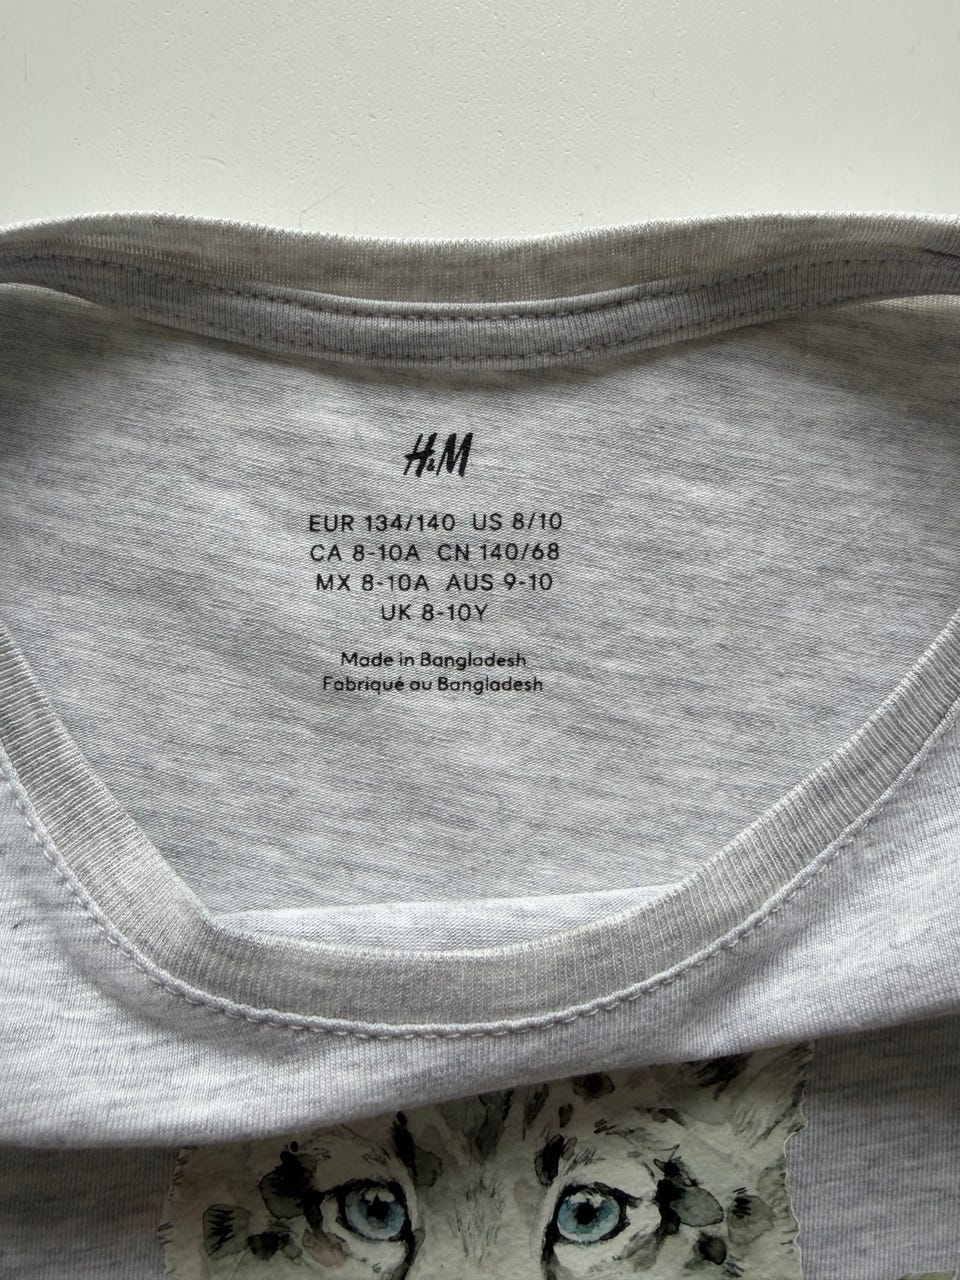 H&M
EUR 134/140 US 8/10
CA 8-10A CN 140/68
MX 8-10A AUS 9-10
UK 8-10Y
Made in Bangladesh
Fabriqué au Bangladesh